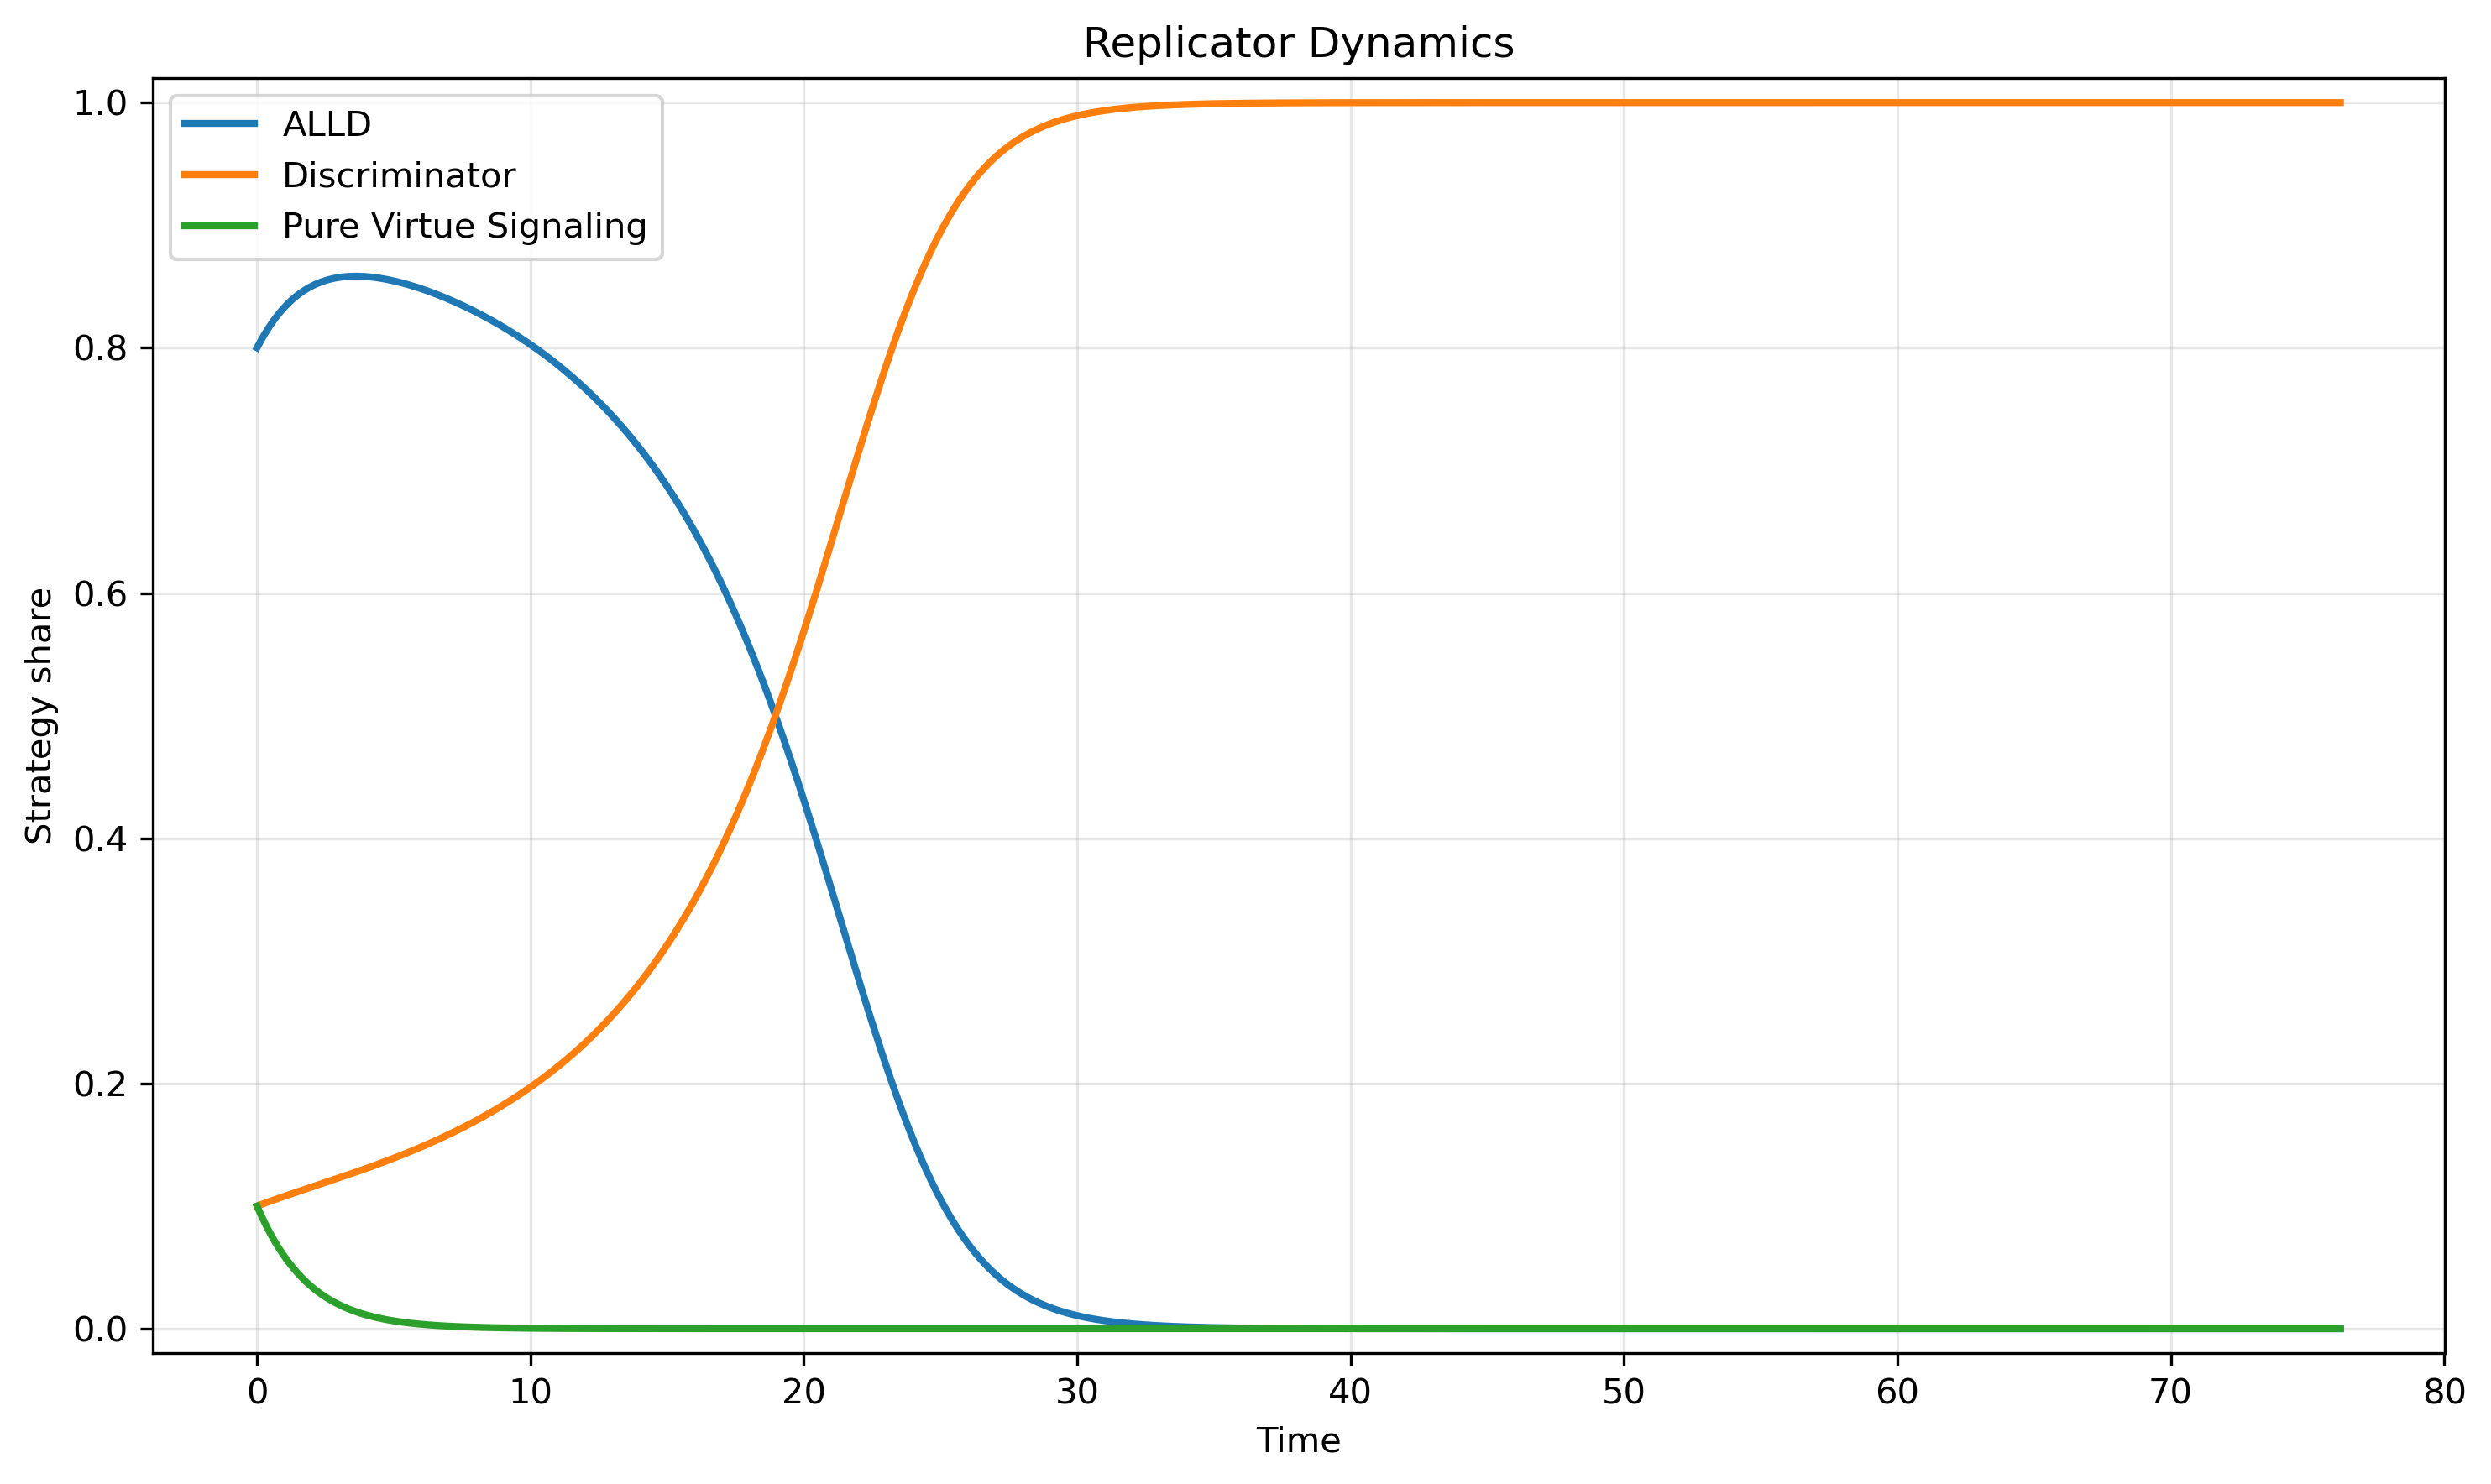 Replicator Dynamics
ALLD
Discriminator
Pure Virtue Signaling
1.0
0.8
0.6
0.4
0.2
0.0
Strategy share
0 10 20 30 40 50 60 70 80
Time